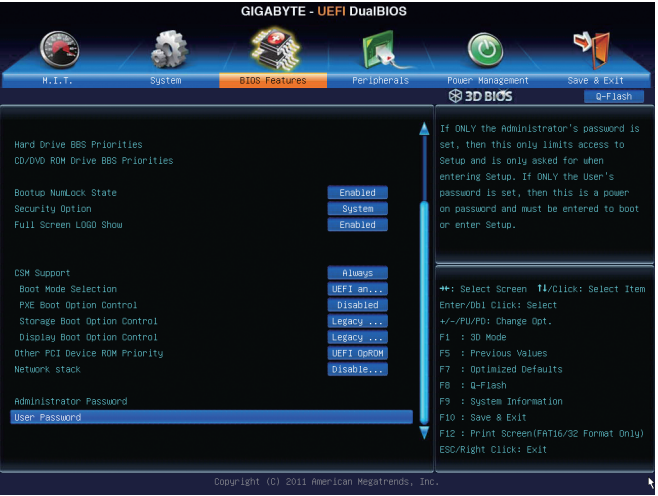 GIGABYTE - UEFI DualBIOS
M.I.T.
System
BIOS Features
Peripherals
Power Management
Save & Exit
3D BIOS
Q-Flash
Hard Drive BBS Priorities
CD/DVD ROM Drive BBS Priorities
Bootup NumLock State Enabled
Security Option System
Full Screen LOGO Show Enabled
CSM Support Always
Boot Mode Selection UEFI an...
PXE Boot Option Control Disabled
Storage Boot Option Control Legacy ...
Display Boot Option Control Legacy ...
Other PCI Device ROM Priority UEFI OpROM
Network stack Disable...
Administrator Password
User Password
If ONLY the Administrator's password is
set, then this only limits access to
Setup and is only asked for when
entering Setup. If ONLY the User's
password is set, then this is a power
on password and must be entered to boot
or enter Setup.
→←: Select Screen ↑↓/Click: Select Item
Enter/Dbl Click: Select
+/-/PU/PD: Change Opt.
F1 : 3D Mode
F5 : Previous Values
F7 : Optimized Defaults
F8 : Q-Flash
F9 : System Information
F10 : Save & Exit
F12 : Print Screen(FAT16/32 Format Only)
ESC/Right Click: Exit
Copyright (C) 2011 American Megatrends, Inc.